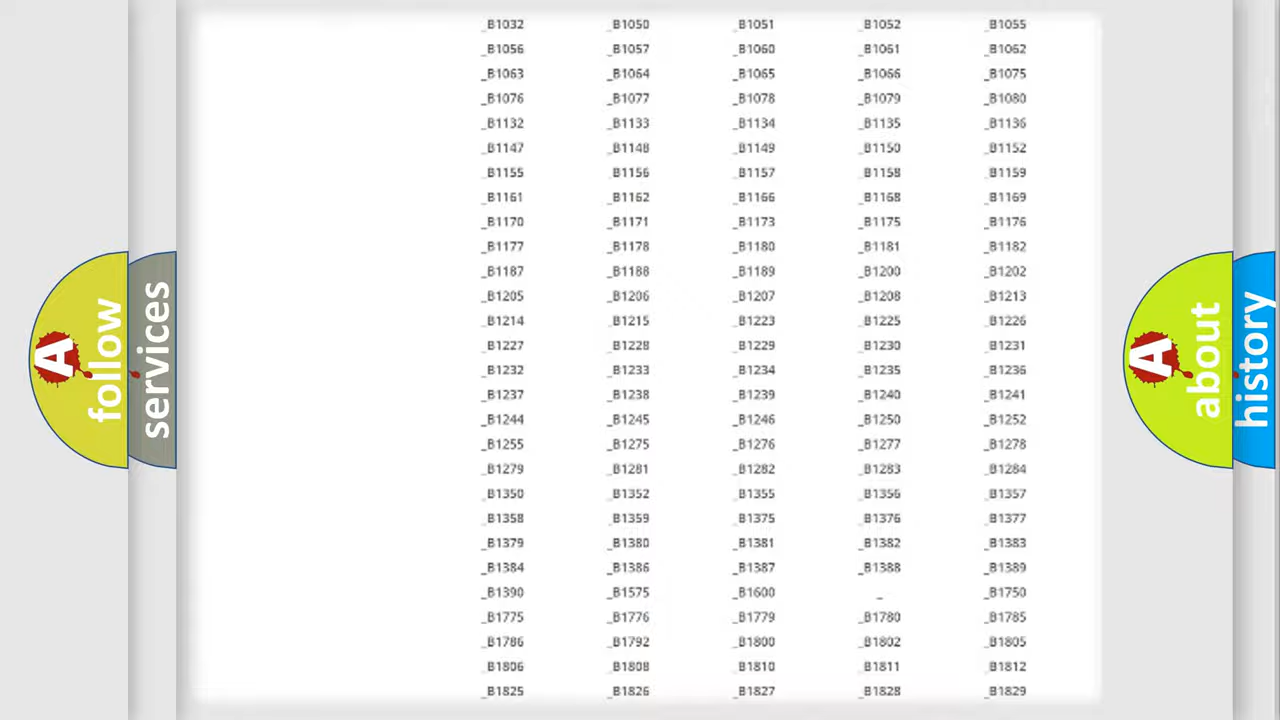 _B1032 _B1050 _B1051 _B1052 _B1055
_B1056 _B1057 _B1060 _B1061 _B1062
_B1063 _B1064 _B1065 _B1066 _B1075
_B1076 _B1077 _B1078 _B1079 _B1080
_B1132 _B1133 _B1134 _B1135 _B1136
_B1147 _B1148 _B1149 _B1150 _B1152
_B1155 _B1156 _B1157 _B1158 _B1159
_B1161 _B1162 _B1166 _B1168 _B1169
_B1170 _B1171 _B1173 _B1175 _B1176
_B1177 _B1178 _B1180 _B1181 _B1182
_B1187 _B1188 _B1189 _B1200 _B1202
_B1205 _B1206 _B1207 _B1208 _B1213
_B1214 _B1215 _B1223 _B1225 _B1226
_B1227 _B1228 _B1229 _B1230 _B1231
_B1232 _B1233 _B1234 _B1235 _B1236
_B1237 _B1238 _B1239 _B1240 _B1241
_B1244 _B1245 _B1246 _B1250 _B1252
_B1255 _B1275 _B1276 _B1277 _B1278
_B1279 _B1281 _B1282 _B1283 _B1284
_B1350 _B1352 _B1355 _B1356 _B1357
_B1358 _B1359 _B1375 _B1376 _B1377
_B1379 _B1380 _B1381 _B1382 _B1383
_B1384 _B1386 _B1387 _B1388 _B1389
_B1390 _B1575 _B1600 _ _B1750
_B1775 _B1776 _B1779 _B1780 _B1785
_B1786 _B1792 _B1800 _B1802 _B1805
_B1806 _B1808 _B1810 _B1811 _B1812
_B1825 _B1826 _B1827 _B1828 _B1829
A follow
services
A about
history